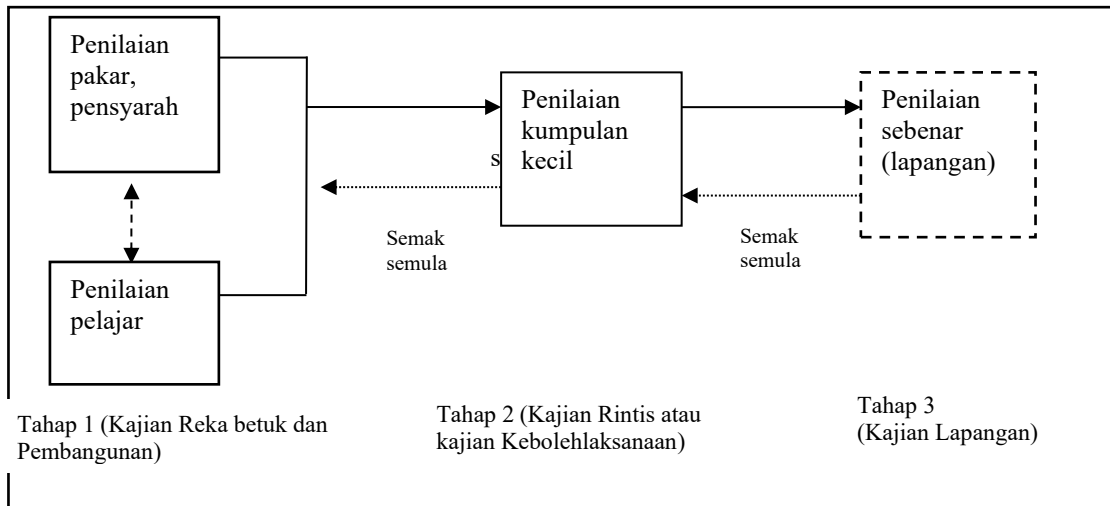 Penilaian
pakar,
pensyarah
Penilaian
pelajar
Penilaian
kumpulan
kecil
s
Penilaian
sebenar
(lapangan)
Semak
semula
Semak
semula
Tahap 1 (Kajian Reka betuk dan
Pembangunan)
Tahap 2 (Kajian Rintis atau
kajian Kebolehlaksanaan)
Tahap 3
(Kajian Lapangan)